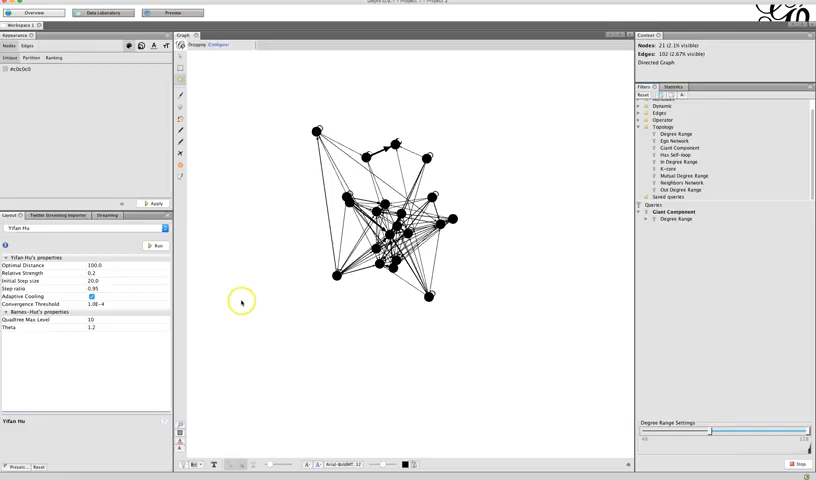 Overview
Data Laboratory
Preview
Workspace 1
Appearance
Graph
Context
Nodes
Edges
Dragging
(Configure)
Nodes: 21 (2.1% visible)
Edges: 102 (2.67% visible)
Directed Graph
Unique
Partition
Ranking
#c0c0c0
Filters
Statistics
Reset
Dynamic
Edges
Operator
Topology
Degree Range
Ego Network
Giant Component
Has Self-loop
In Degree Range
K-core
Mutual Degree Range
Neighbors Network
Out Degree Range
Saved queries
Queries
Giant Component
Degree Range
Apply
Layout
Twitter Streaming Importer
Streaming
Yifan Hu
Run
Yifan Hu's properties
Optimal Distance 100.0
Relative Strength 0.2
Initial Step size 20.0
Step ratio 0.95
Adaptive Cooling
Convergence Threshold 1.0E-4
Barnes-Hut's properties
Quadtree Max Level 10
Theta 1.2
Yifan Hu
Degree Range Settings
Presets...
Reset
Arial-BoldMT, 32
Stop